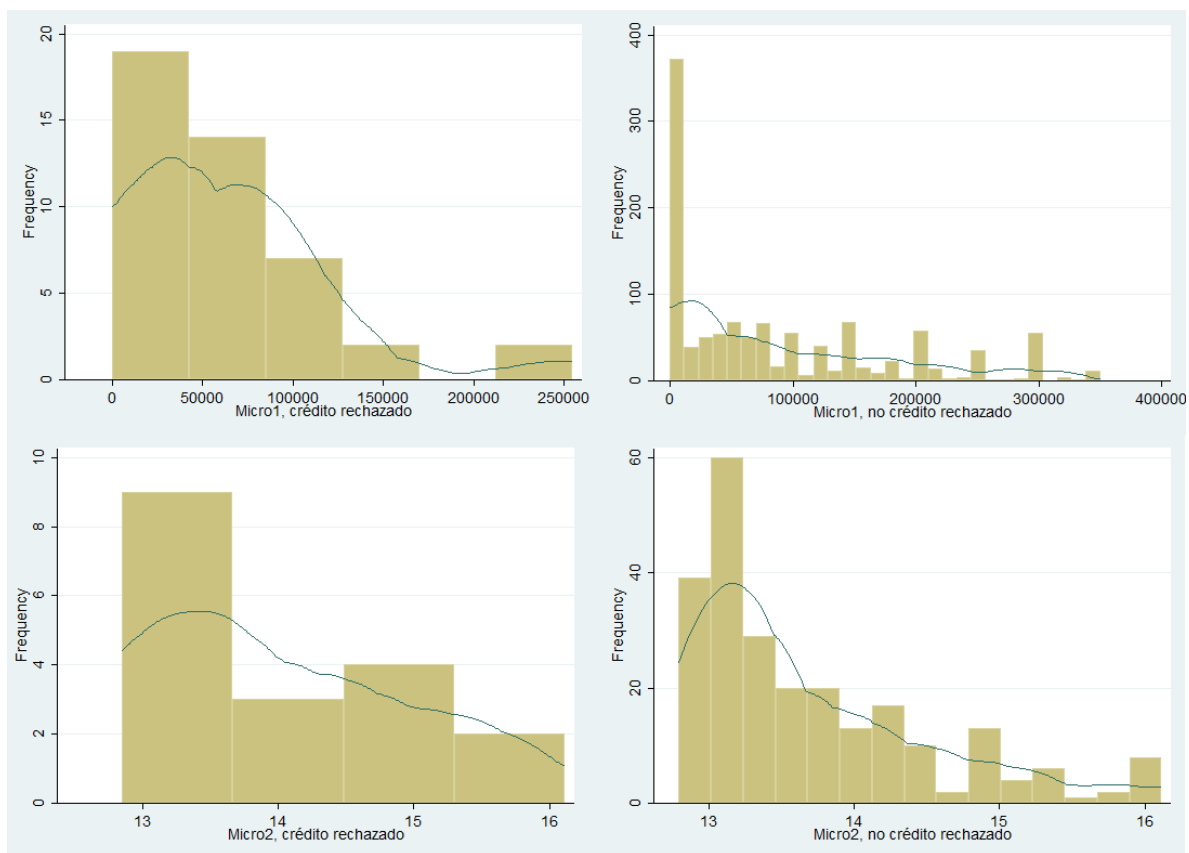 Frequency
0 5 10 15 20
0 50000 100000 150000 200000 250000
Micro1, crédito rechazado
Frequency
0 100 200 300 400
0 100000 200000 300000 400000
Micro1, no crédito rechazado
Frequency
0 2 4 6 8 10
13 14 15 16
Micro2, crédito rechazado
Frequency
0 20 40 60
13 14 15 16
Micro2, no crédito rechazado